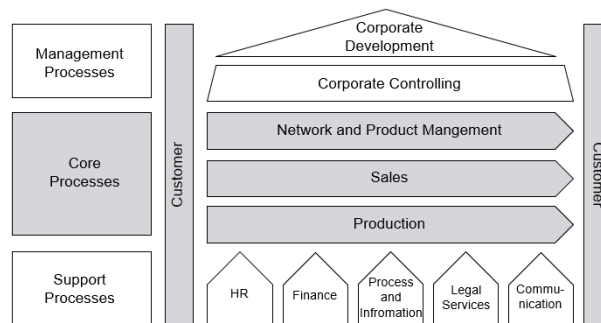 Management
Processes
Core
Processes
Support
Processes
Customer
Corporate
Development
Corporate Controlling
Network and Product Mangement
Sales
Production
HR
Finance
Process
and
Infromation
Legal
Services
Commu-
nication
Customer